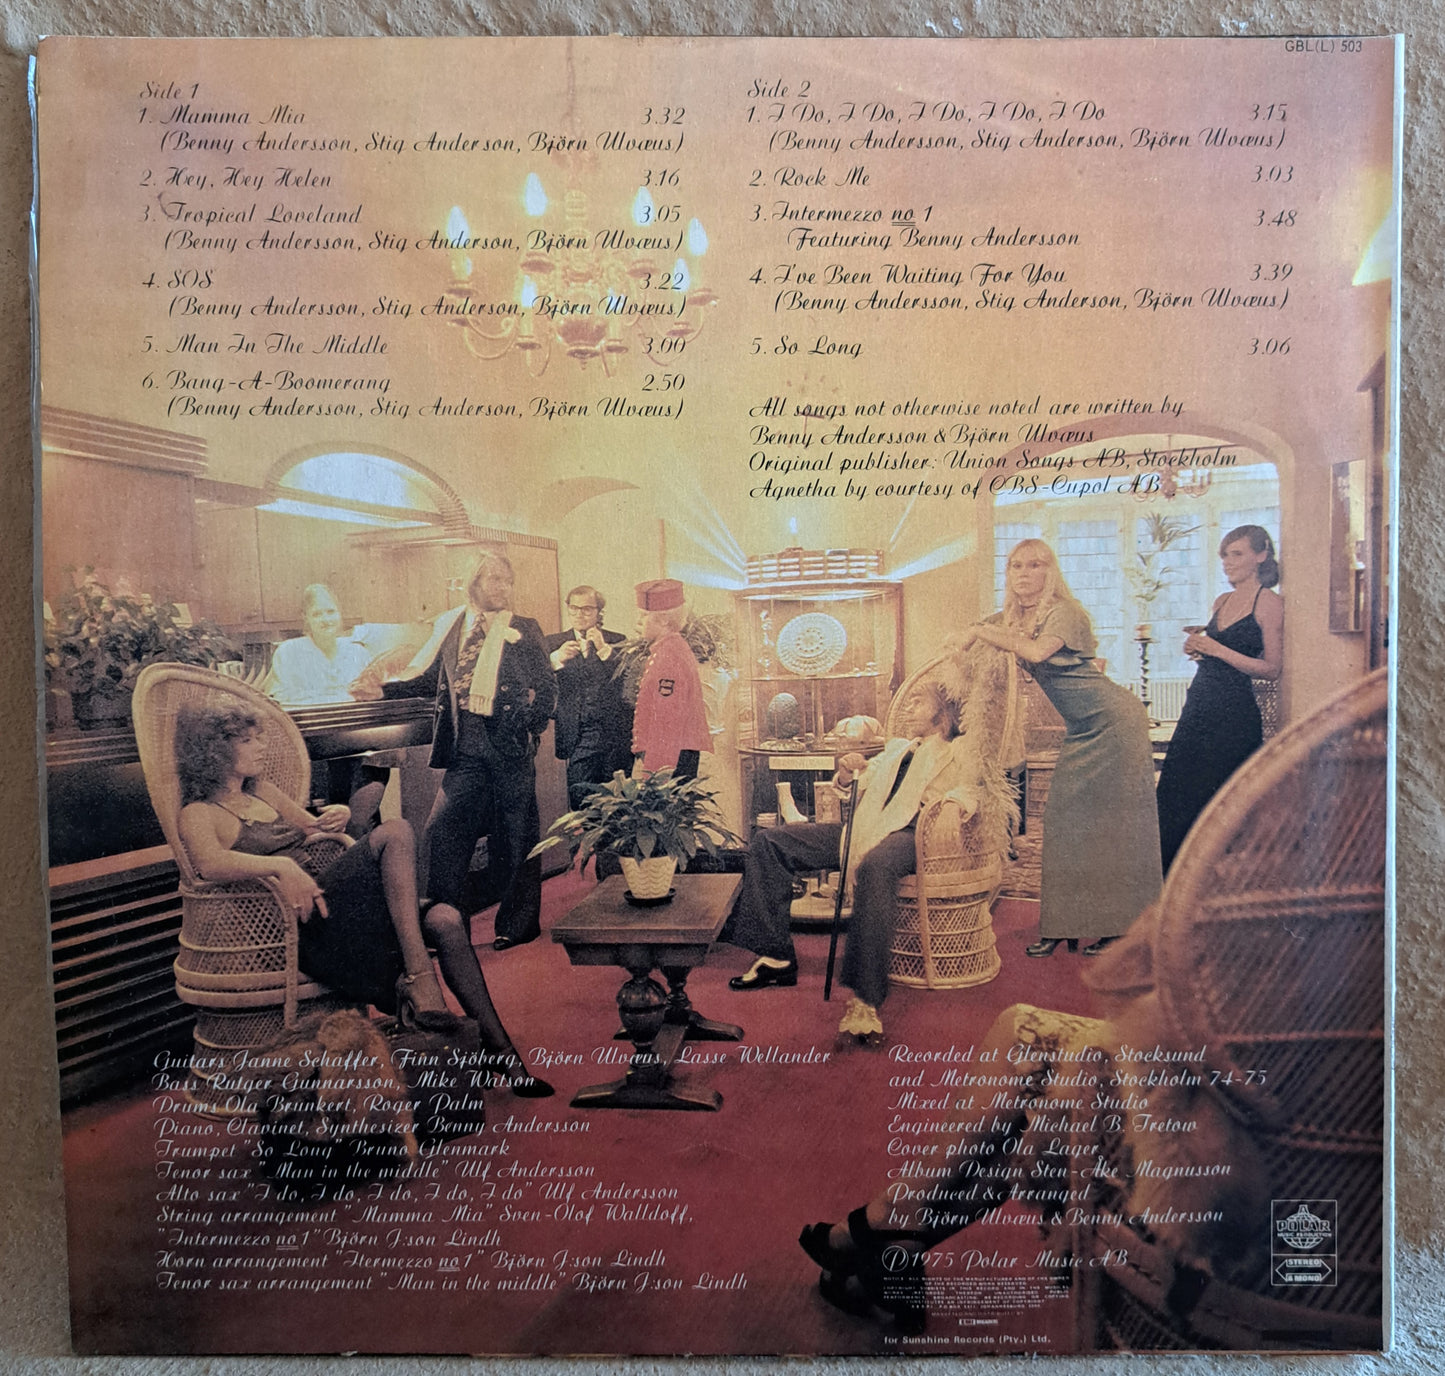 GBL(L) 503
Side 1
1. Mamma Mia 3.32
(Benny Andersson, Stig Anderson, Björn Ulvæus)
2. Hey, Hey Helen 3.16
3. Tropical Loveland 3.05
(Benny Andersson, Stig Anderson, Björn Ulvæus)
4. SOS 3.22
(Benny Andersson, Stig Anderson, Björn Ulvæus)
5. Man In The Middle 3.00
6. Bang-A-Boomerang 2.50
(Benny Andersson, Stig Anderson, Björn Ulvæus)
Side 2
1. I Do, I Do, I Do, I Do, I Do 3.15
(Benny Andersson, Stig Anderson, Björn Ulvæus)
2. Rock Me 3.03
3. Intermezzo no 1 3.48
Featuring Benny Andersson
4. I've Been Waiting For You 3.39
(Benny Andersson, Stig Anderson, Björn Ulvæus)
5. So Long 3.06
All songs not otherwise noted are written by
Benny Andersson & Björn Ulvæus
Original publisher: Union Songs AB, Stockholm
Agnetha by courtesy of CBS-Cupol AB
Guitars Janne Schaffer, Finn Sjöberg, Björn Ulvæus, Lasse Wellander
Bass Rutger Gunnarsson, Mike Watson
Drums Ola Brunkert, Roger Palm
Piano, Clavinet, Synthesizer Benny Andersson
Trumpet "So Long" Bruno Glenmark
Tenor sax "Man in the middle" Ulf Andersson
Alto sax "I do, I do, I do, I do, I do" Ulf Andersson
String arrangement "Mamma Mia" Sven-Olof Walldoff,
"Intermezzo no 1" Björn J:son Lindh
Horn arrangement "Itermezzo no 1" Björn J:son Lindh
Tenor sax arrangement "Man in the middle" Björn J:son Lindh
Recorded at Glenstudio, Stocksund
and Metronome Studio, Stockholm 74-75
Mixed at Metronome Studio
Engineered by Michael B. Tretow
Cover photo Ola Lager
Album Design Sten-Åke Magnusson
Produced & Arranged
by Björn Ulvæus & Benny Andersson
Ⓟ 1975 Polar Music AB
for Sunshine Records (Pty.) Ltd.
A
POLAR
MUSIC PRODUCTION
STEREO
& MONO